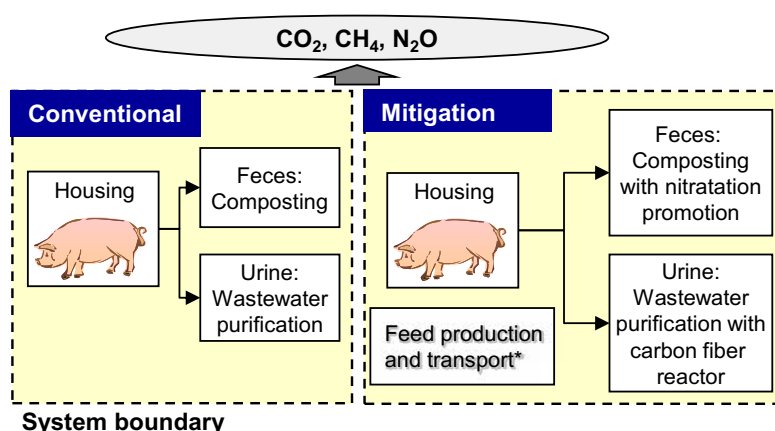 CO₂, CH₄, N₂O
Conventional
Housing
Feces:
Composting
Urine:
Wastewater
purification
Mitigation
Housing
Feces:
Composting
with nitratation
promotion
Urine:
Wastewater
purification with
carbon fiber
reactor
Feed production
and transport*
System boundary